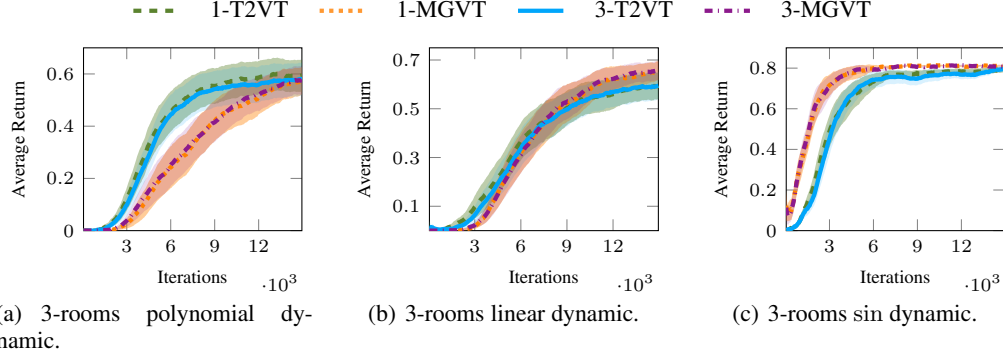 1-T2VT 1-MGVT 3-T2VT 3-MGVT
0.6
0.4
0.2
0
Average Return
3 6 9 12
Iterations
·10³
0.7
0.5
0.3
0.1
Average Return
3 6 9 12
Iterations
·10³
0.8
0.6
0.4
0.2
0
Average Return
3 6 9 12
Iterations
·10³
(a) 3-rooms polynomial dy-
namic.
(b) 3-rooms linear dynamic.
(c) 3-rooms sin dynamic.